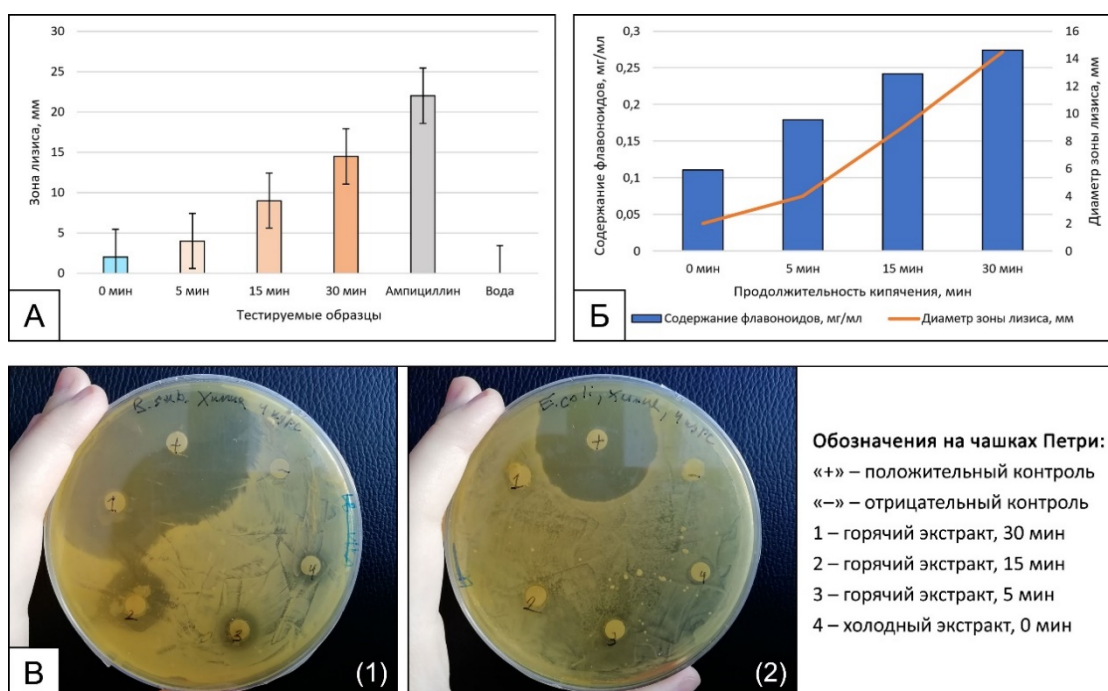 30
25
20
15
10
5
0
Зона лизиса, мм
0 мин
5 мин
15 мин
30 мин
Ампициллин
Вода
Тестируемые образцы
А
0,3
0,25
0,2
0,15
0,1
0,05
0
Содержание флавоноидов, мг/мл
16
14
12
10
8
6
4
2
0
Диаметр зоны лизиса, мм
0 мин
5 мин
15 мин
30 мин
Продолжительность кипячения, мин
Содержание флавоноидов, мг/мл
Диаметр зоны лизиса, мм
Б
B. sub. Химия
+
–
1
2
3
4
В
(1)
E. coli, Химия, 4
+
–
1
2
3
4
(2)
Обозначения на чашках Петри:
«+» – положительный контроль
«–» – отрицательный контроль
1 – горячий экстракт, 30 мин
2 – горячий экстракт, 15 мин
3 – горячий экстракт, 5 мин
4 – холодный экстракт, 0 мин